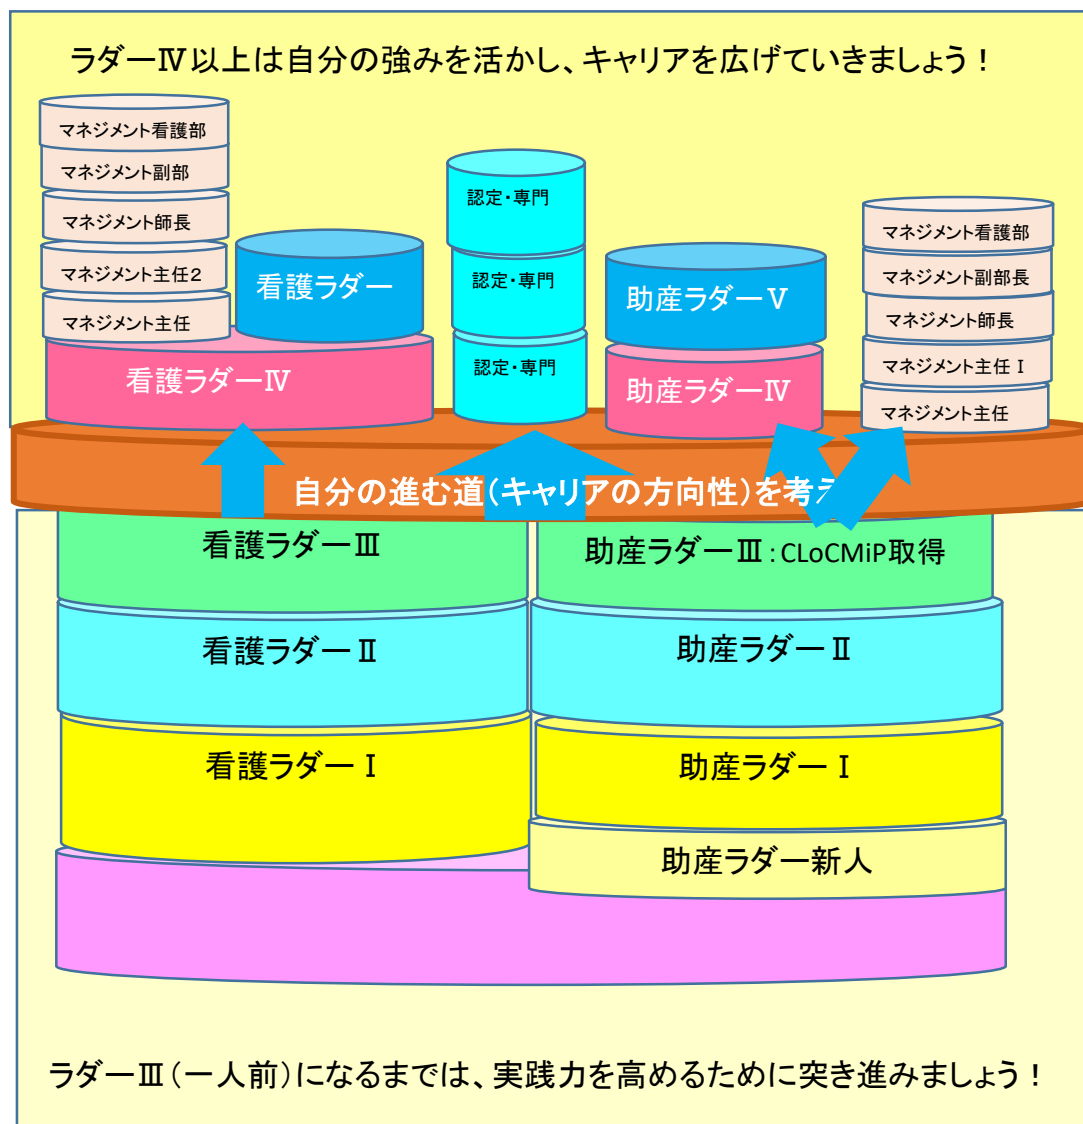 ラダーⅣ以上は自分の強みを活かし、キャリアを広げていきましょう！
マネジメント看護部
マネジメント副部
マネジメント師長
マネジメント主任２
マネジメント主任
看護ラダー
看護ラダーⅣ
認定・専門
認定・専門
認定・専門
助産ラダーⅤ
助産ラダーⅣ
マネジメント看護部
マネジメント副部長
マネジメント師長
マネジメント主任Ⅰ
マネジメント主任
自分の進む道（キャリアの方向性）を考え
看護ラダーⅢ
助産ラダーⅢ：CLoCMiP取得
看護ラダーⅡ
助産ラダーⅡ
看護ラダーⅠ
助産ラダーⅠ
助産ラダー新人
ラダーⅢ（一人前）になるまでは、実践力を高めるために突き進みましょう！